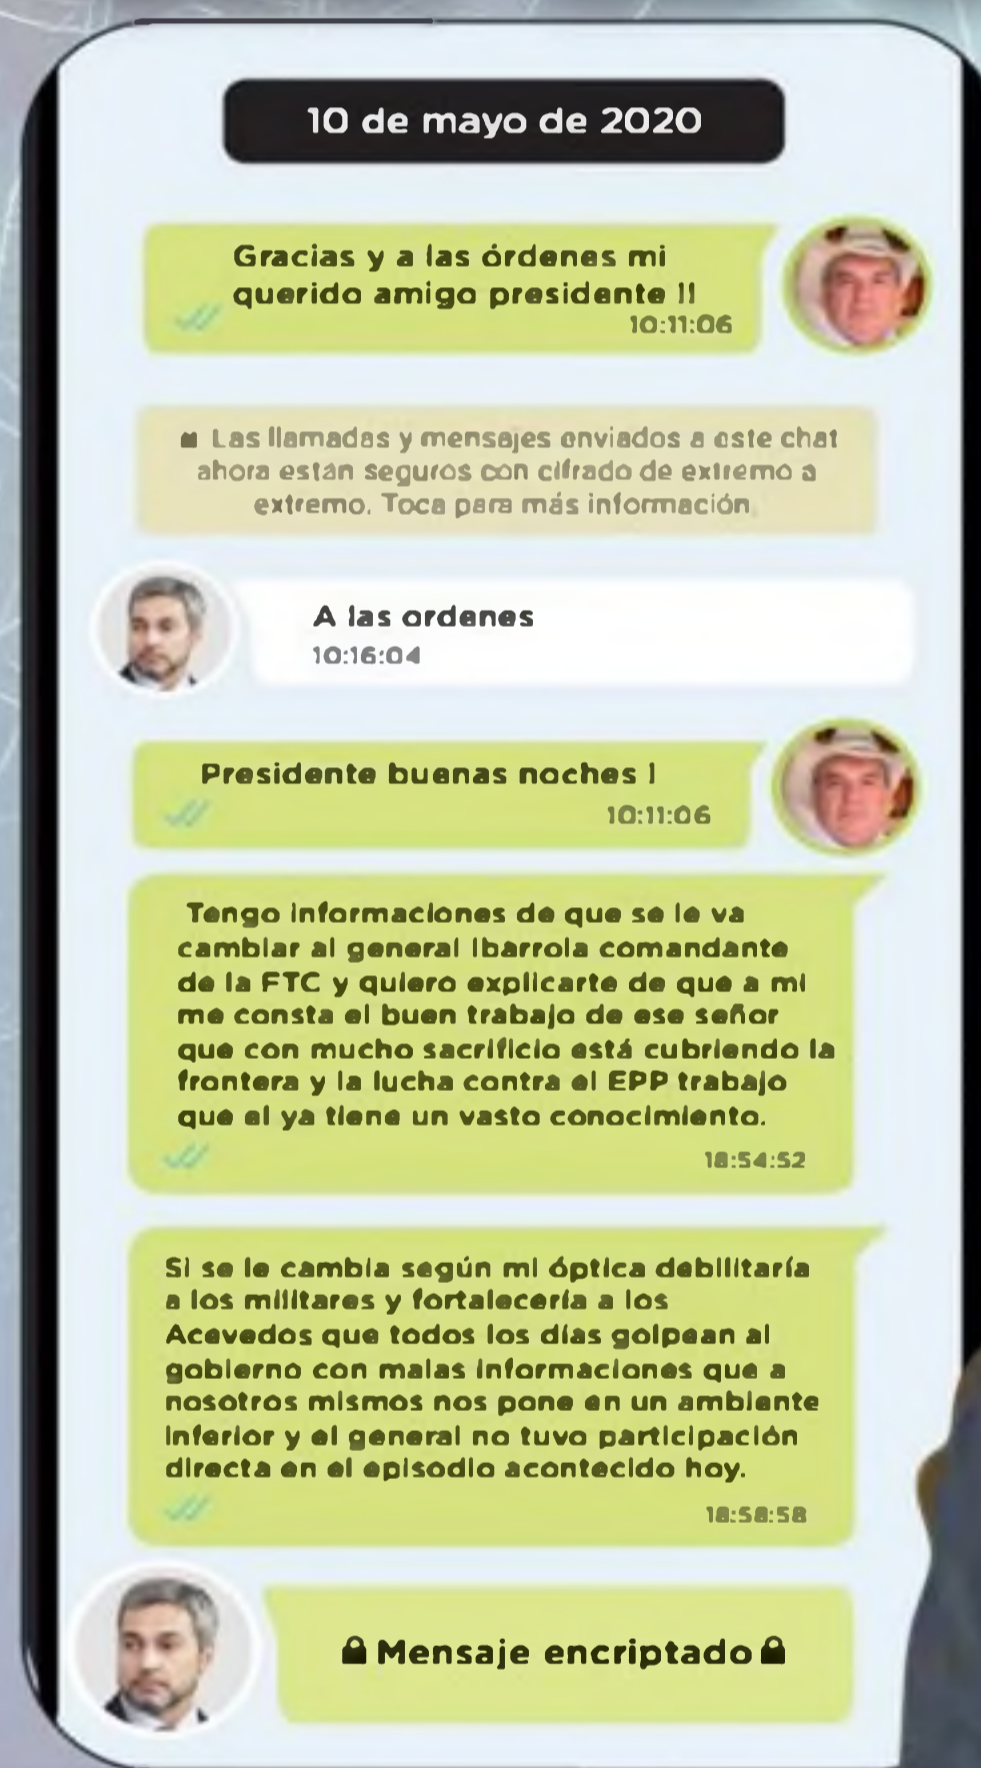 10 de mayo de 2020
Gracias y a las órdenes mi
querido amigo presidente !!
10:11:06
Las llamadas y mensajes enviados a este chat
ahora están seguros con cifrado de extremo a
extremo. Toca para más información.
A las ordenes
10:16:04
Presidente buenas noches !
10:11:06
Tengo informaciones de que se le va
cambiar al general Ibarrola comandante
de la FTC y quiero explicarte de que a mi
me consta el buen trabajo de ese señor
que con mucho sacrificio está cubriendo la
frontera y la lucha contra el EPP trabajo
que el ya tiene un vasto conocimiento.
18:54:52
Si se le cambia según mi óptica debilitaría
a los militares y fortalecería a los
Acevedos que todos los días golpean al
gobierno con malas informaciones que a
nosotros mismos nos pone en un ambiente
inferior y el general no tuvo participación
directa en el episodio acontecido hoy.
18:58:58
Mensaje encriptado